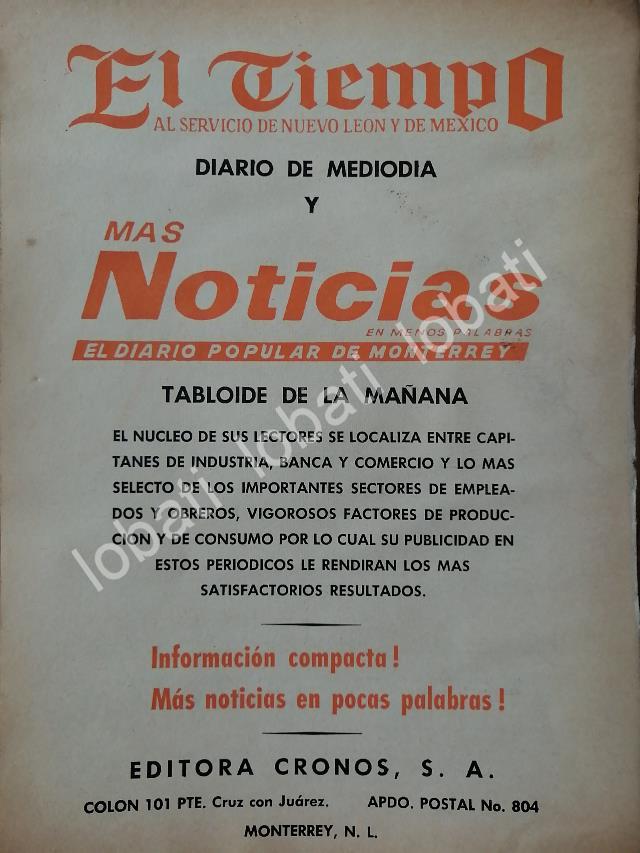 El Tiempo
AL SERVICIO DE NUEVO LEON Y DE MEXICO
DIARIO DE MEDIODIA
Y
MAS
Noticias
EN MENOS PALABRAS
EL DIARIO POPULAR DE MONTERREY
TABLOIDE DE LA MAÑANA
EL NUCLEO DE SUS LECTORES SE LOCALIZA ENTRE CAPI-
TANES DE INDUSTRIA, BANCA Y COMERCIO Y LO MAS
SELECTO DE LOS IMPORTANTES SECTORES DE EMPLEA-
DOS Y OBREROS, VIGOROSOS FACTORES DE PRODUC-
CION Y DE CONSUMO POR LO CUAL SU PUBLICIDAD EN
ESTOS PERIODICOS LE RENDIRAN LOS MAS
SATISFACTORIOS RESULTADOS.
Información compacta!
Más noticias en pocas palabras!
EDITORA CRONOS, S. A.
COLON 101 PTE. Cruz con Juárez. APDO. POSTAL No. 804
MONTERREY, N. L.
lobati lobati lobati lobati